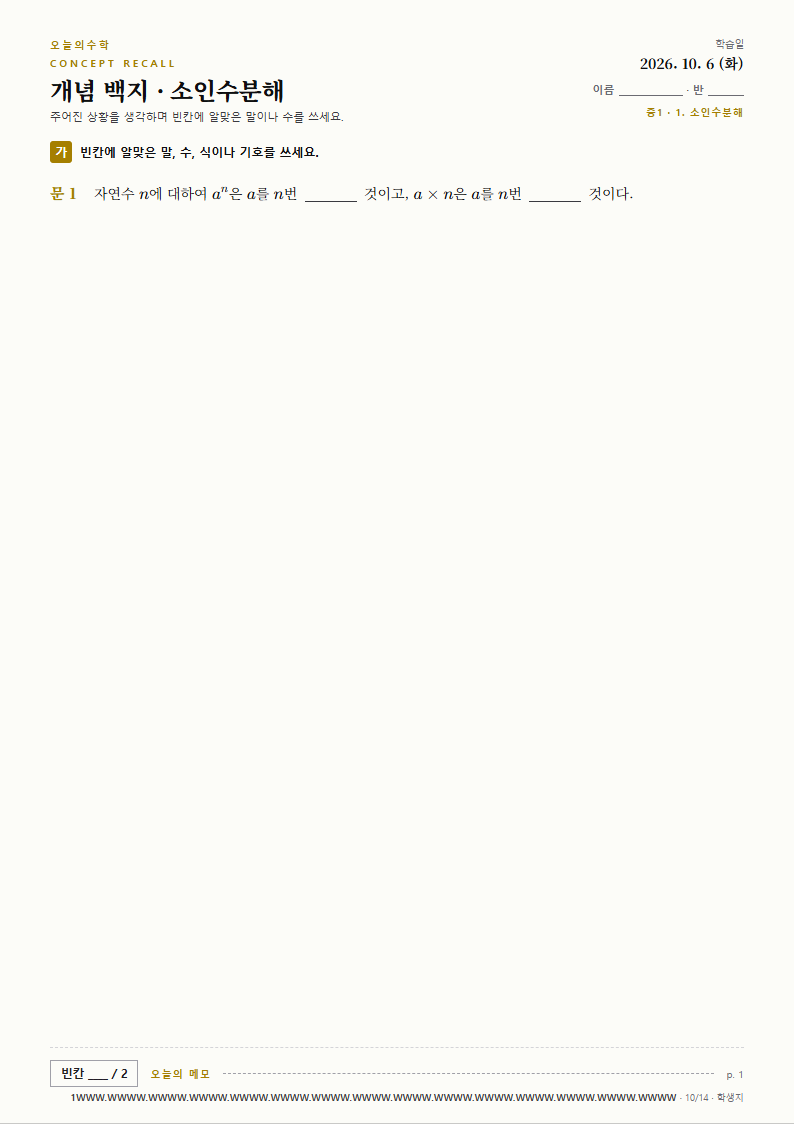 오늘의수학
CONCEPT RECALL
개념 백지 · 소인수분해
주어진 상황을 생각하며 빈칸에 알맞은 말이나 수를 쓰세요.
학습일
2026. 10. 6 (화)
이름 ________ · 반 ____
중1 · 1. 소인수분해
가 빈칸에 알맞은 말, 수, 식이나 기호를 쓰세요.
문 1 자연수 n에 대하여 aⁿ은 a를 n번 ______ 것이고, a × n은 a를 n번 ______ 것이다.
빈칸 ___ / 2 오늘의 메모 p. 1
1WWW.WWWW.WWWW.WWWW.WWWW.WWWW.WWWW.WWWW.WWWW.WWWW.WWWW.WWWW.WWWW.WWWW.WWWW · 10/14 · 학생지